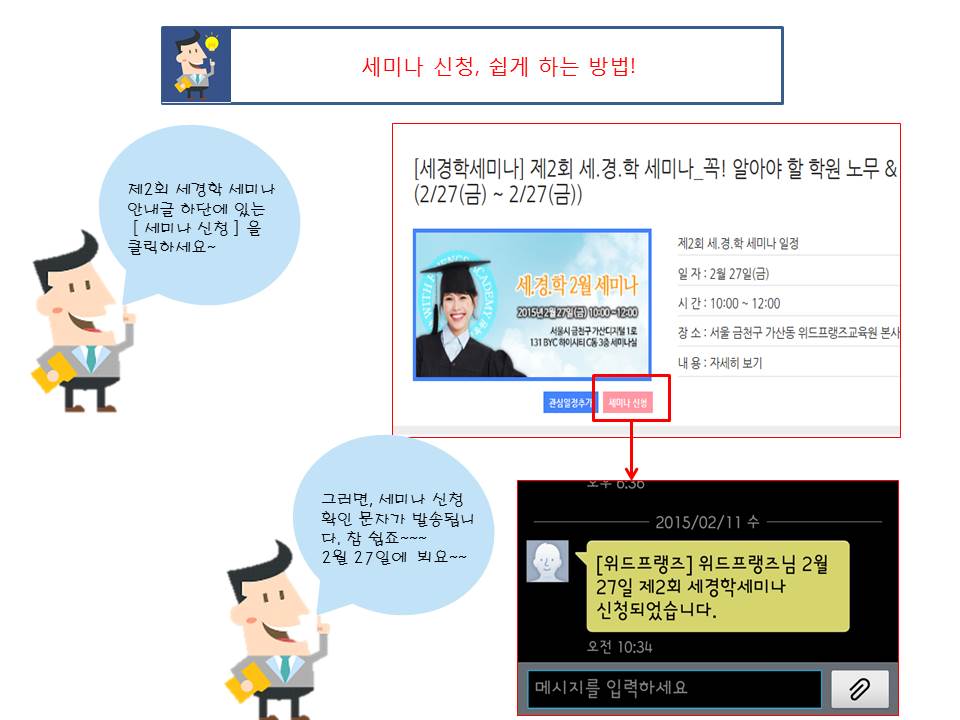 세미나 신청, 쉽게 하는 방법!
제2회 세경학 세미나
안내글 하단에 있는
[ 세미나 신청 ] 을
클릭하세요~
[세경학세미나] 제2회 세.경.학 세미나_꼭! 알아야 할 학원 노무 &
(2/27(금) ~ 2/27(금))
세.경.학 2월 세미나
2015년 2월 27일(금) 10:00~12:00
서울시 금천구 가산디지털 1로
131 BYC 하이시티 C동 3층 세미나실
제2회 세.경.학 세미나 일정
일 자 : 2월 27일(금)
시 간 : 10:00 ~ 12:00
장 소 : 서울 금천구 가산동 위드프랭즈교육원 본사
내 용 : 자세히 보기
관심일정추가
세미나 신청
그러면, 세미나 신청
확인 문자가 발송됩니
다. 참 쉽죠~~~
2월 27일에 뵈요~~
오후 6:36
2015/02/11 수
[위드프랭즈] 위드프랭즈님 2월
27일 제2회 세경학세미나
신청되었습니다.
오전 10:34
메시지를 입력하세요